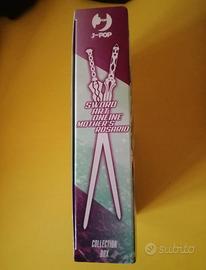 J-POP
SWORD
ART
ONLINE
MOTHER'S
ROSARIO
COLLECTION
BOX
subito